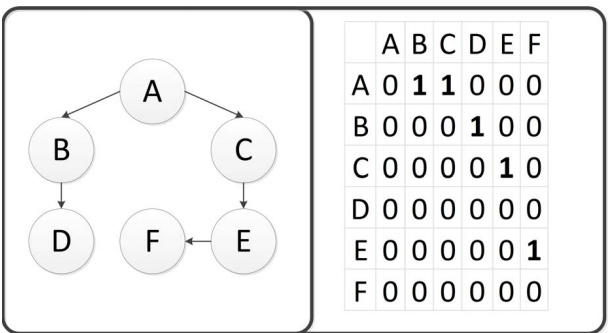 A
B C
D F E
A B C D E F
A 0 1 1 0 0 0
B 0 0 0 1 0 0
C 0 0 0 0 1 0
D 0 0 0 0 0 0
E 0 0 0 0 0 1
F 0 0 0 0 0 0